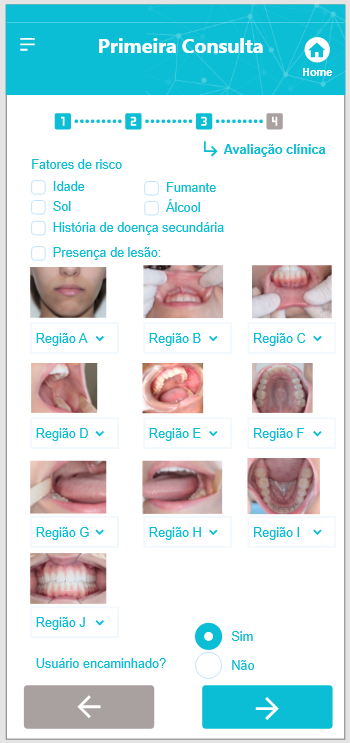 Primeira Consulta
Home
1 2 3 4
Avaliação clínica
Fatores de risco
Idade
Fumante
Sol
Álcool
História de doença secundária
Presença de lesão:
Região A
Região B
Região C
Região D
Região E
Região F
Região G
Região H
Região I
Região J
Sim
Usuário encaminhado?
Não